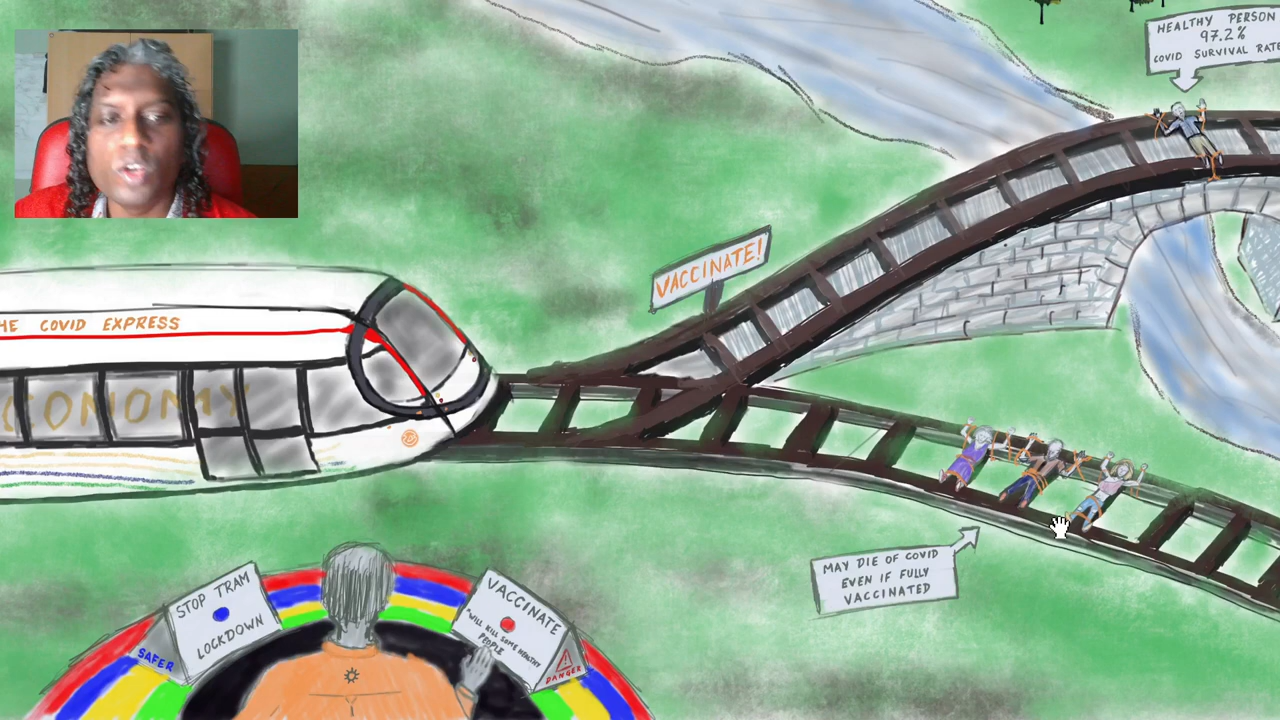 HEALTHY PERSON
97.2%
COVID SURVIVAL RATE
VACCINATE!
HE COVID EXPRESS
CONOMY
MAY DIE OF COVID
EVEN IF FULLY
VACCINATED
STOP TRAM
LOCKDOWN
SAFER
VACCINATE
"WILL KILL SOME HEALTHY
PEOPLE
DANGER